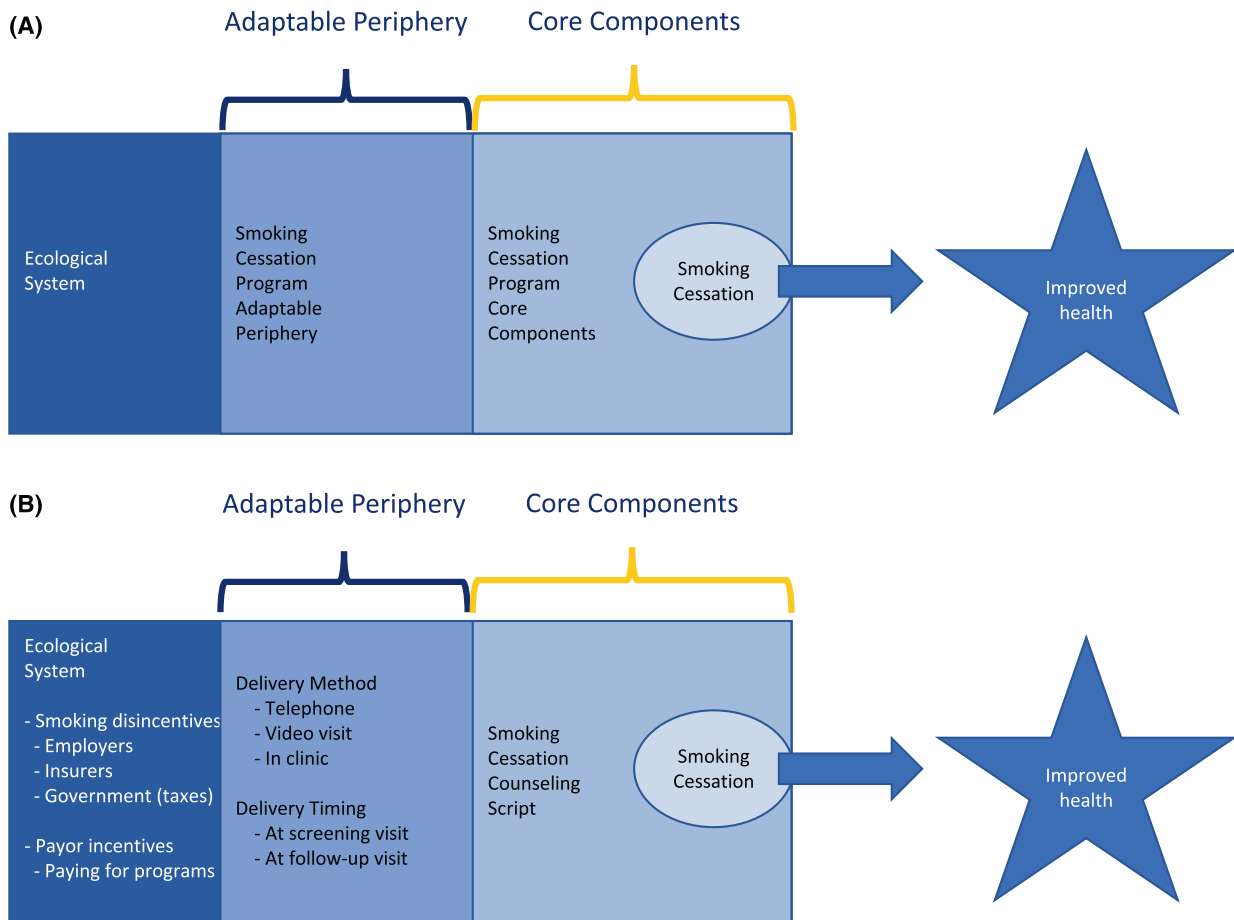 (A)
Adaptable Periphery
Core Components
Ecological
System
Smoking
Cessation
Program
Adaptable
Periphery
Smoking
Cessation
Program
Core
Components
Smoking
Cessation
Improved
health
(B)
Adaptable Periphery
Core Components
Ecological
System
- Smoking disincentives
- Employers
- Insurers
- Government (taxes)
- Payor incentives
- Paying for programs
Delivery Method
- Telephone
- Video visit
- In clinic
Delivery Timing
- At screening visit
- At follow-up visit
Smoking
Cessation
Counseling
Script
Smoking
Cessation
Improved
health